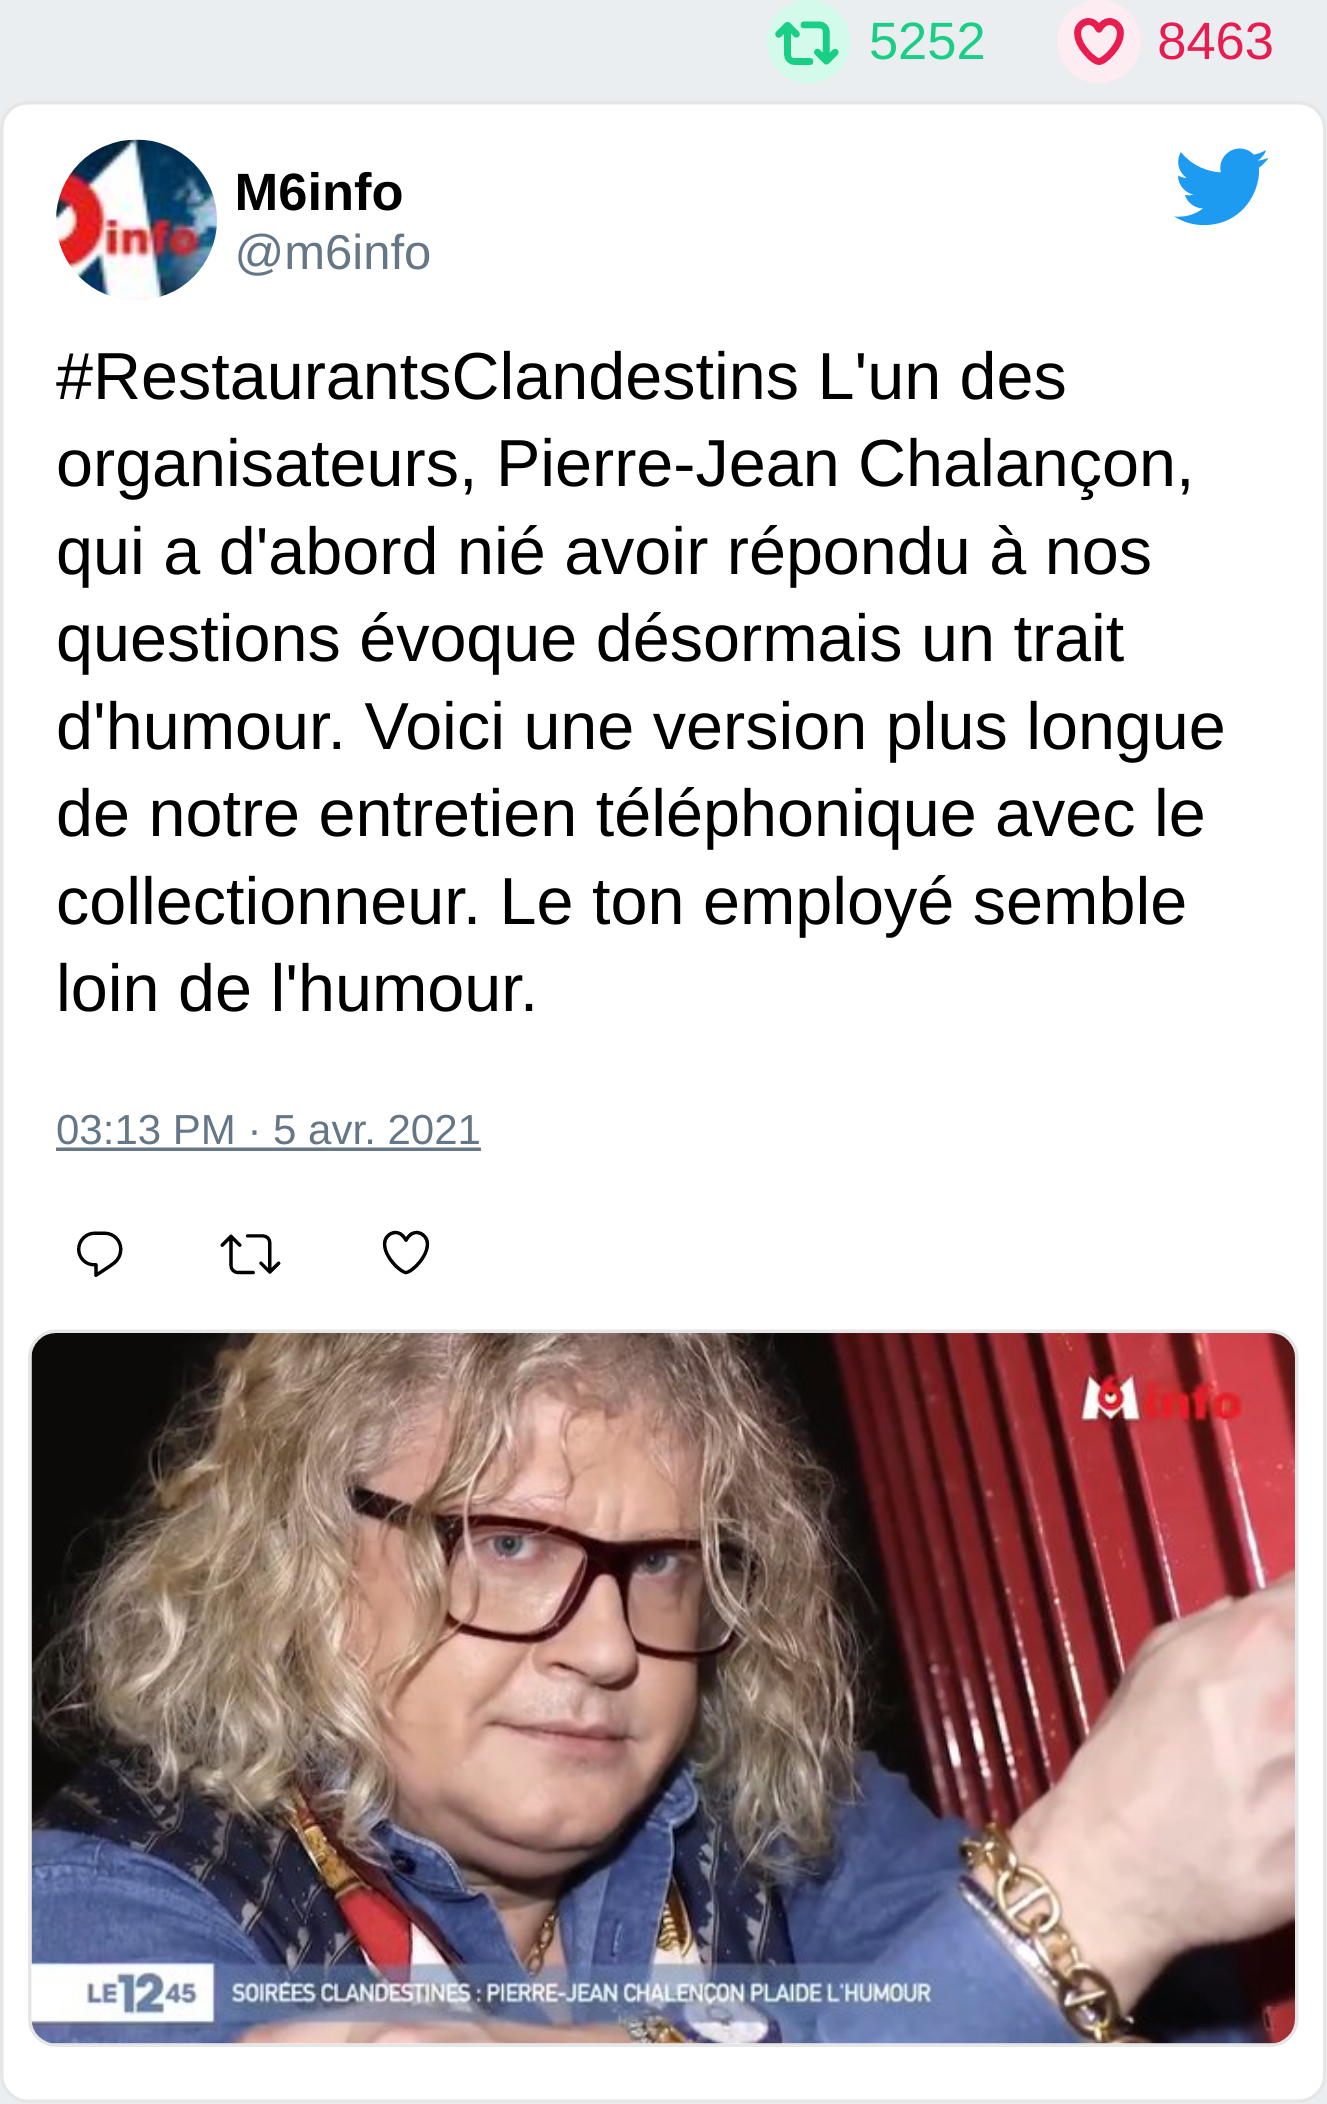 5252 8463
info
M6info
@m6info
#RestaurantsClandestins L'un des
organisateurs, Pierre-Jean Chalançon,
qui a d'abord nié avoir répondu à nos
questions évoque désormais un trait
d'humour. Voici une version plus longue
de notre entretien téléphonique avec le
collectionneur. Le ton employé semble
loin de l'humour.
03:13 PM · 5 avr. 2021
M6 info
LE 12 45 SOIRÉES CLANDESTINES : PIERRE-JEAN CHALENÇON PLAIDE L'HUMOUR